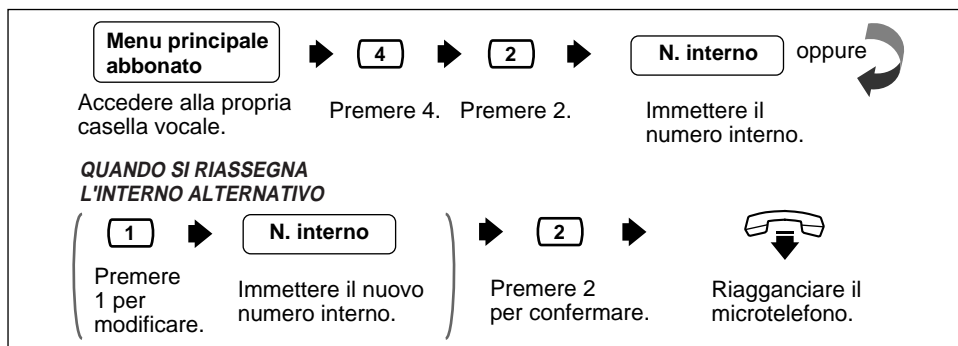 Menu principale
abbonato
4
2
N. interno
oppure
Accedere alla propria
casella vocale.
Premere 4.
Premere 2.
Immettere il
numero interno.
QUANDO SI RIASSEGNA
L'INTERNO ALTERNATIVO
1
N. interno
2
Premere
1 per
modificare.
Immettere il nuovo
numero interno.
Premere 2
per confermare.
Riagganciare il
microtelefono.